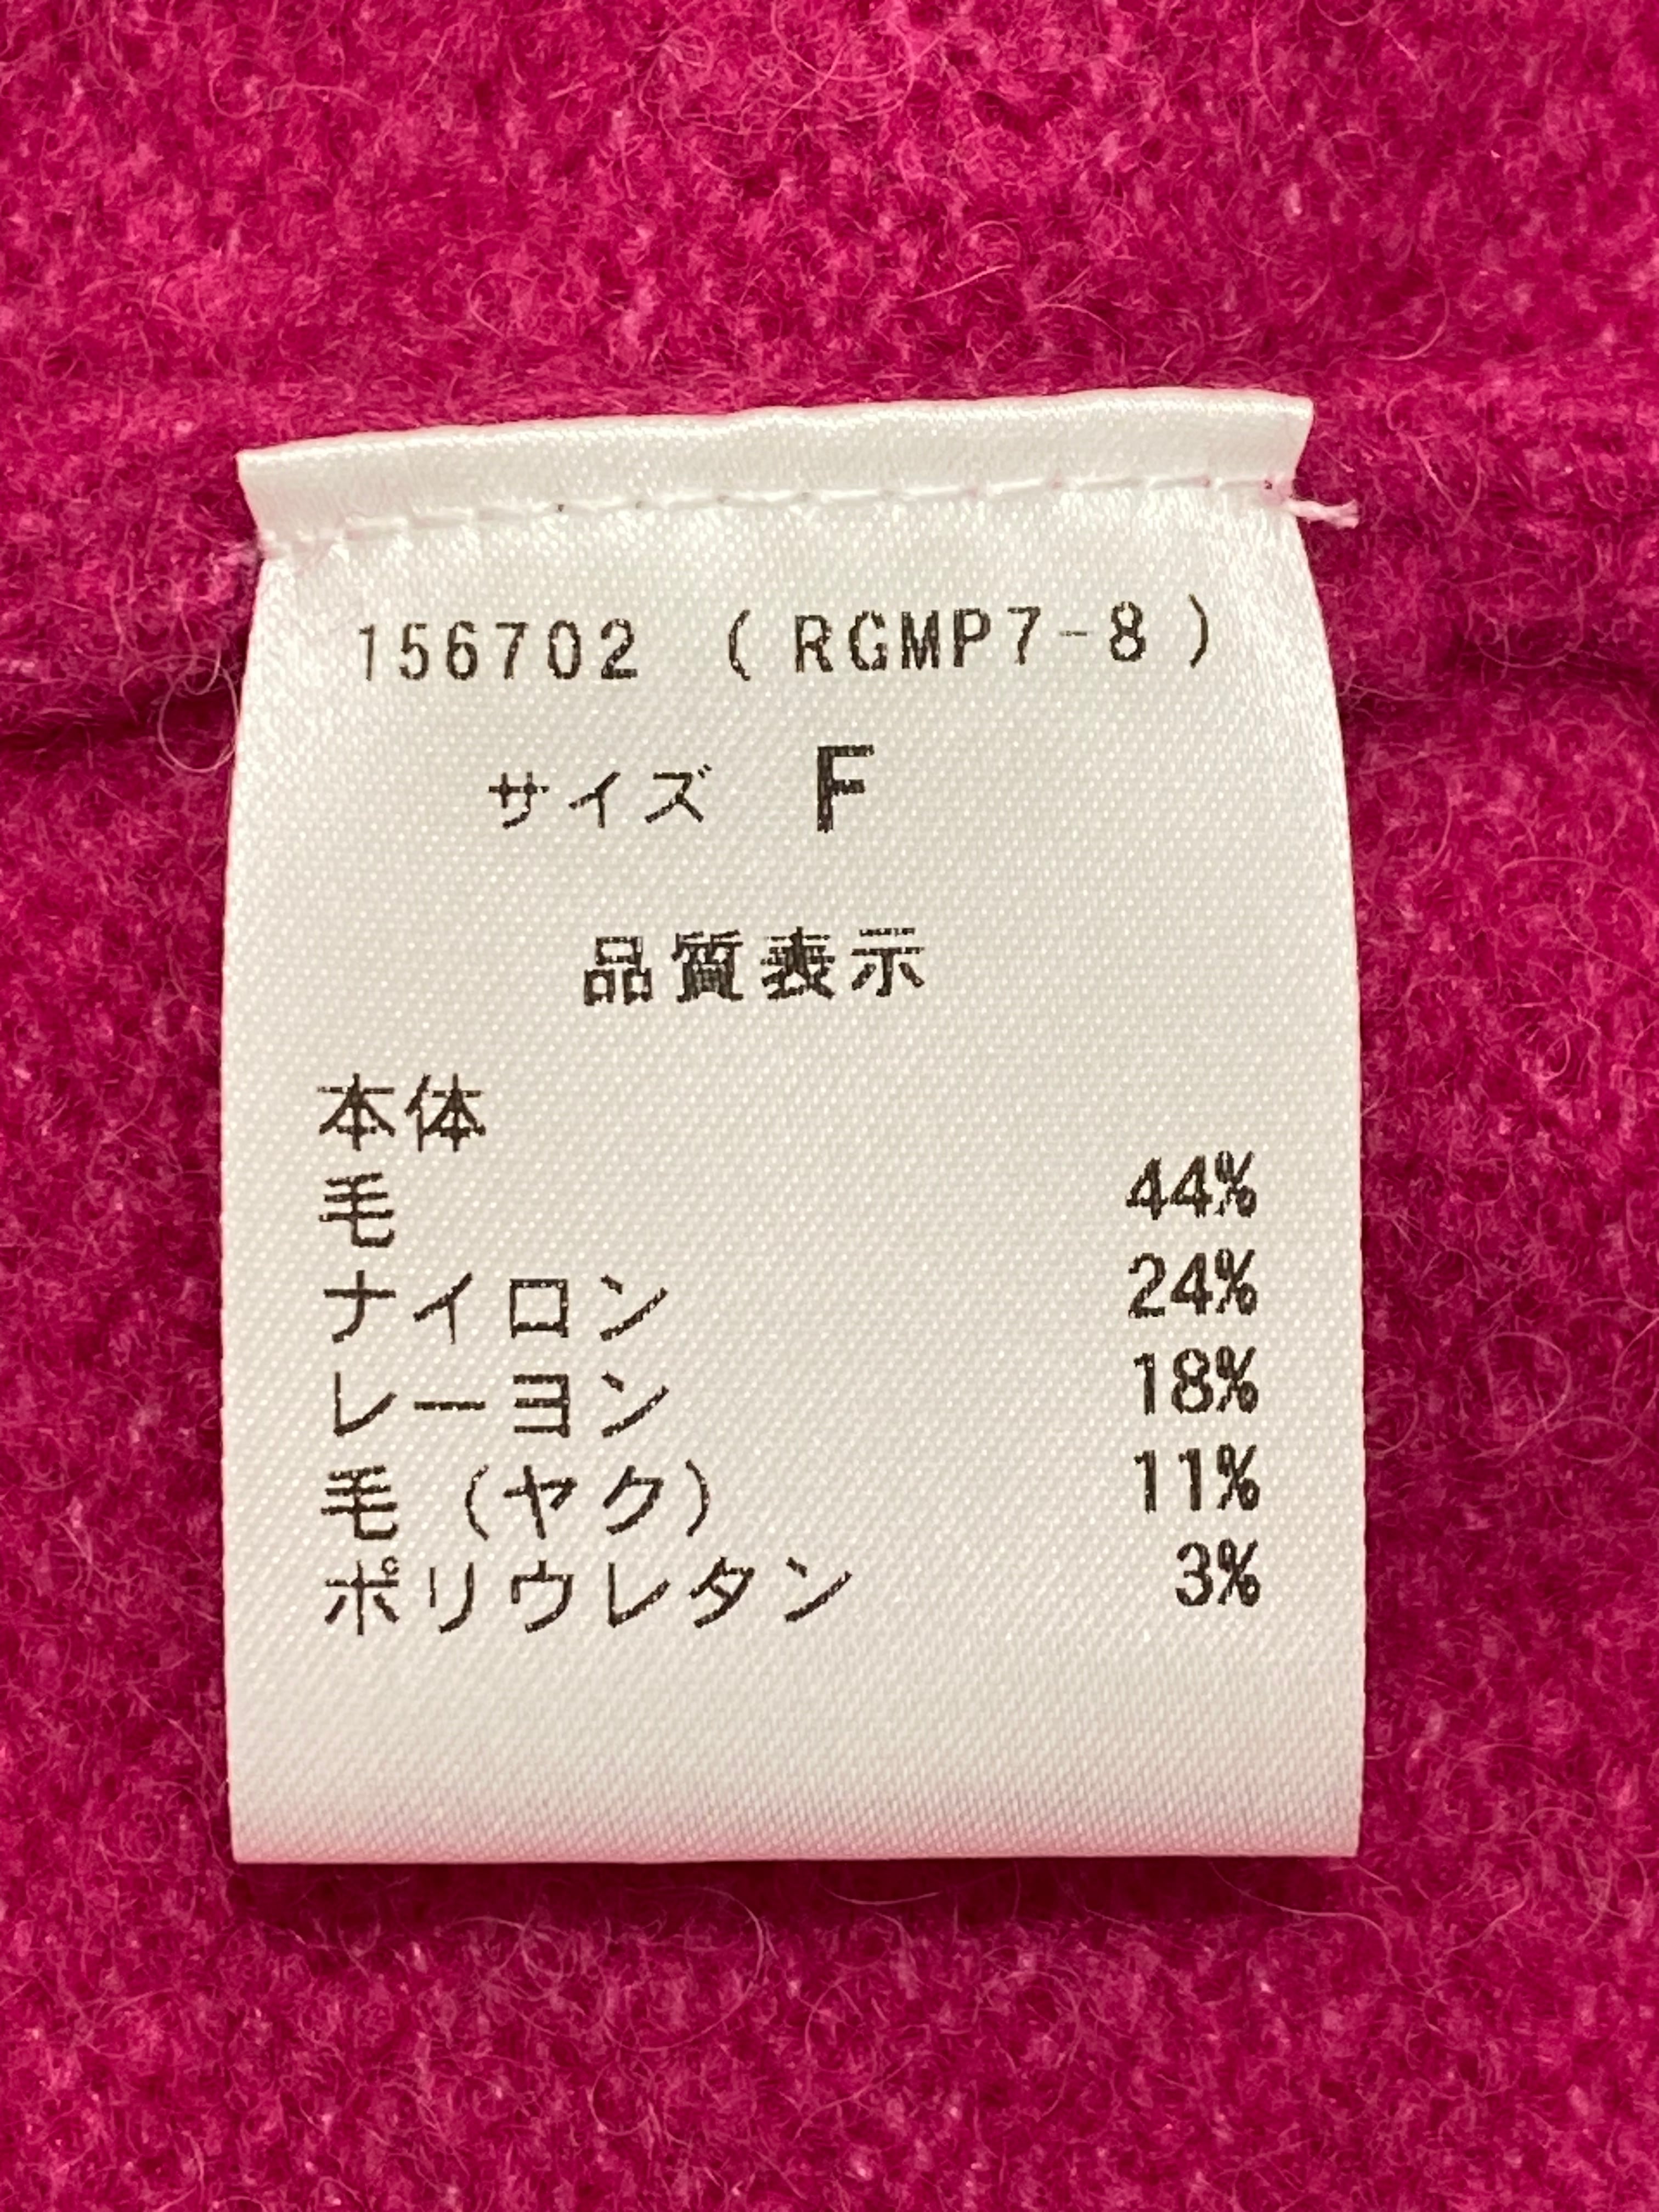 156702 (RGMP7-8)
サイズ F
品質表示
本体
毛 44%
ナイロン 24%
レーヨン 18%
毛(ヤク) 11%
ポリウレタン 3%